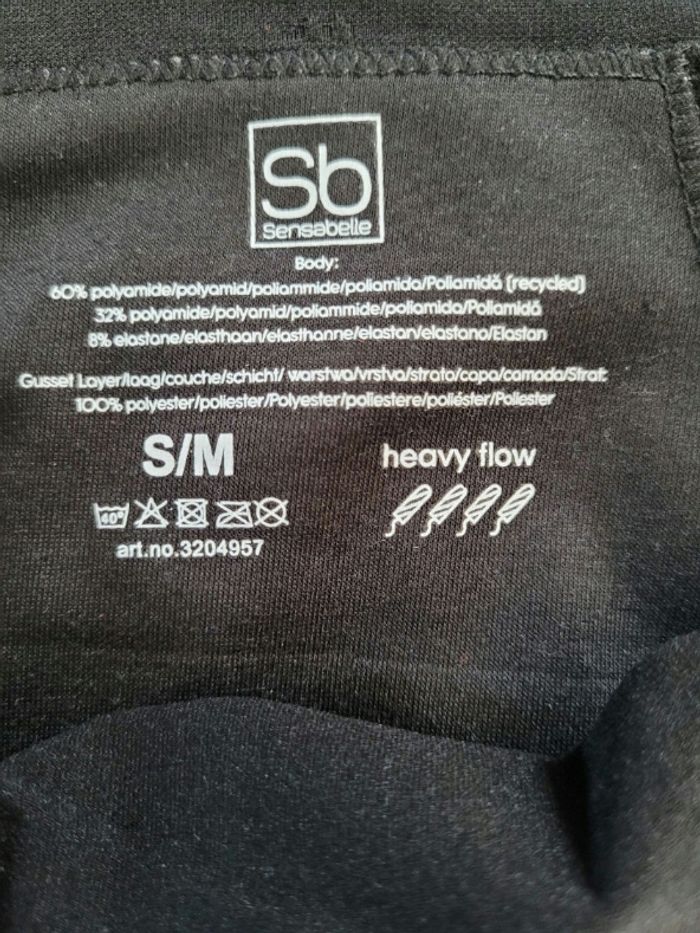 Sb
Sensabelle
Body:
60% polyamide/polyamid/poliammide/poliamida/Poliamidă (recycled)
32% polyamide/polyamid/poliammide/poliamida/Poliamidă
8% elastane/elasthaan/elasthanne/elastan/elastano/Elastan
Gusset Layer/laag/couche/schicht/ warstwa/vrstva/strato/capa/camada/Strat:
100% polyester/poliester/Polyester/poliestere/poliéster/Poliester
S/M
heavy flow
40°
art.no.3204957